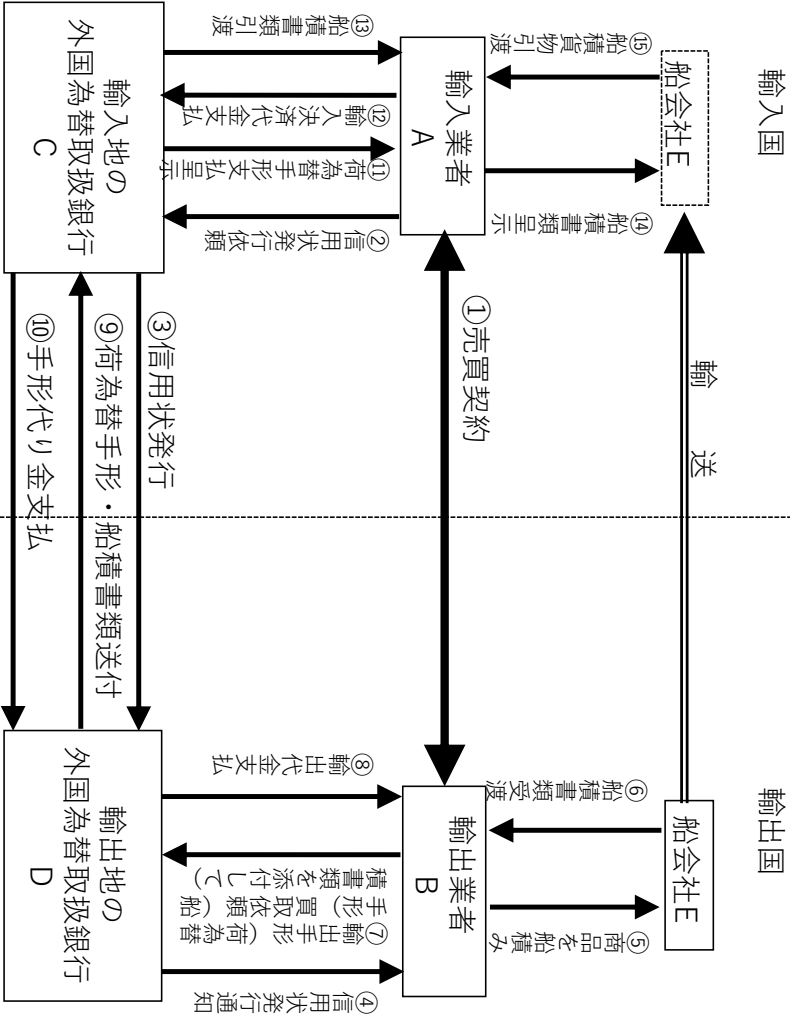 輸入国
輸出国
船会社E
輸　送
船会社E
⑮船積貨物引渡
⑭船積書類呈示
⑥船積書類受渡
⑤商品を船積み
輸入業者
A
①売買契約
輸出業者
B
⑬船積書類引渡
⑫輸入決済代金支払
⑪荷為替手形支払呈示
②信用状発行依頼
⑧輸出代金支払
⑦輸出手形（荷為替
手形）買取依頼（船
積書類を添付して）
④信用状発行通知
輸入地の
外国為替取扱銀行
C
③信用状発行
⑨荷為替手形・船積書類送付
⑩手形代り金支払
輸出地の
外国為替取扱銀行
D